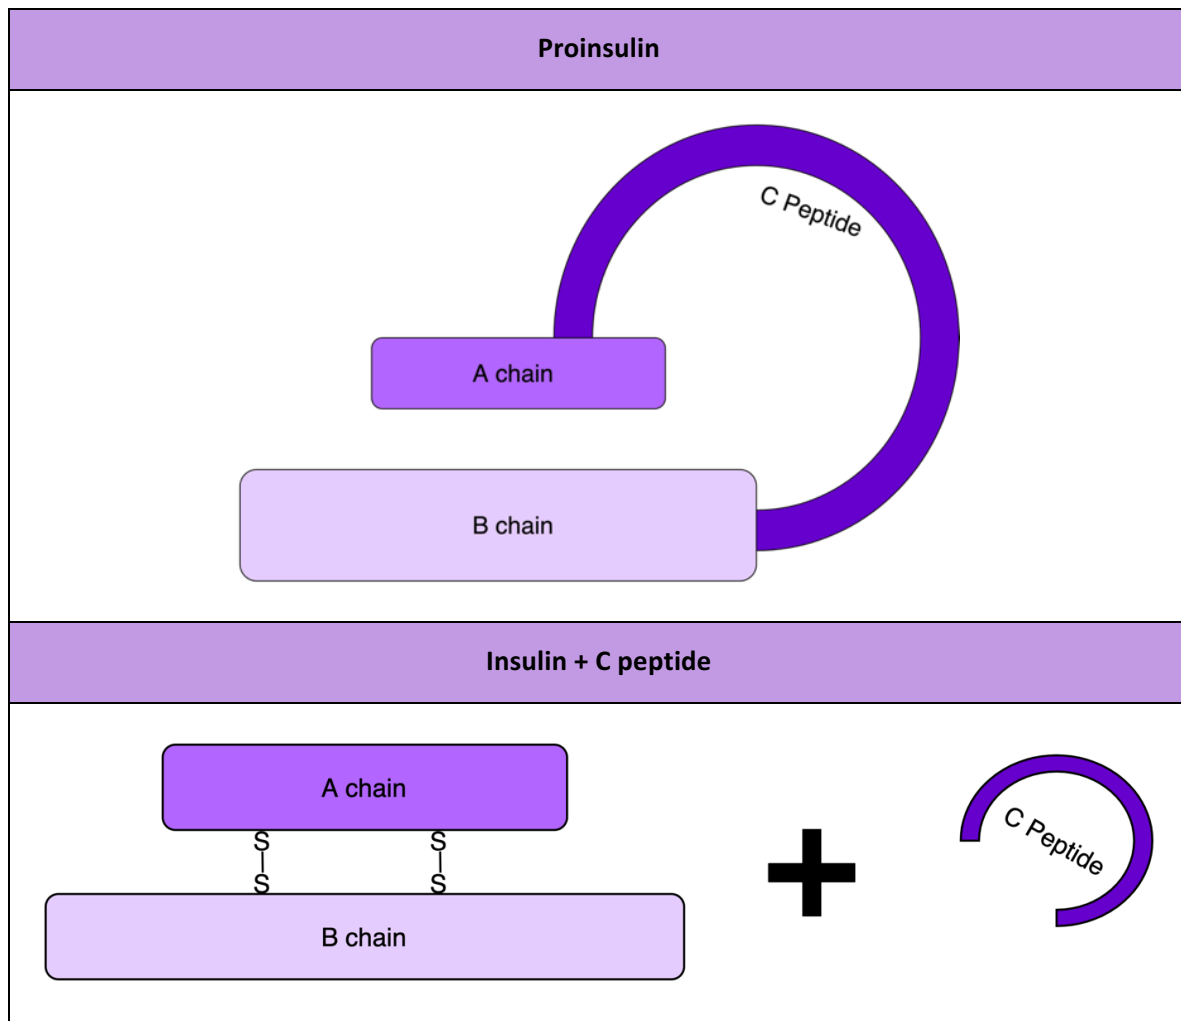 Proinsulin
C Peptide
A chain
B chain
Insulin + C peptide
A chain
S
S
S
S
B chain
C Peptide